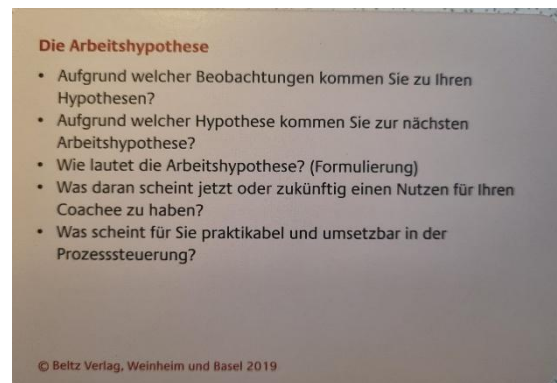 Die Arbeitshypothese
• Aufgrund welcher Beobachtungen kommen Sie zu Ihren
Hypothesen?
• Aufgrund welcher Hypothese kommen Sie zur nächsten
Arbeitshypothese?
• Wie lautet die Arbeitshypothese? (Formulierung)
• Was daran scheint jetzt oder zukünftig einen Nutzen für Ihren
Coachee zu haben?
• Was scheint für Sie praktikabel und umsetzbar in der
Prozesssteuerung?
© Beltz Verlag, Weinheim und Basel 2019